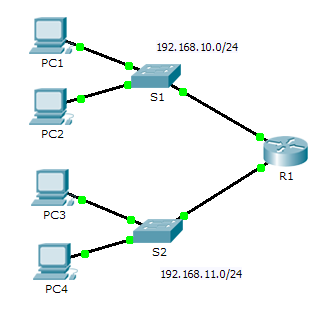 192.168.10.0/24
PC1
S1
PC2
R1
PC3
S2
192.168.11.0/24
PC4